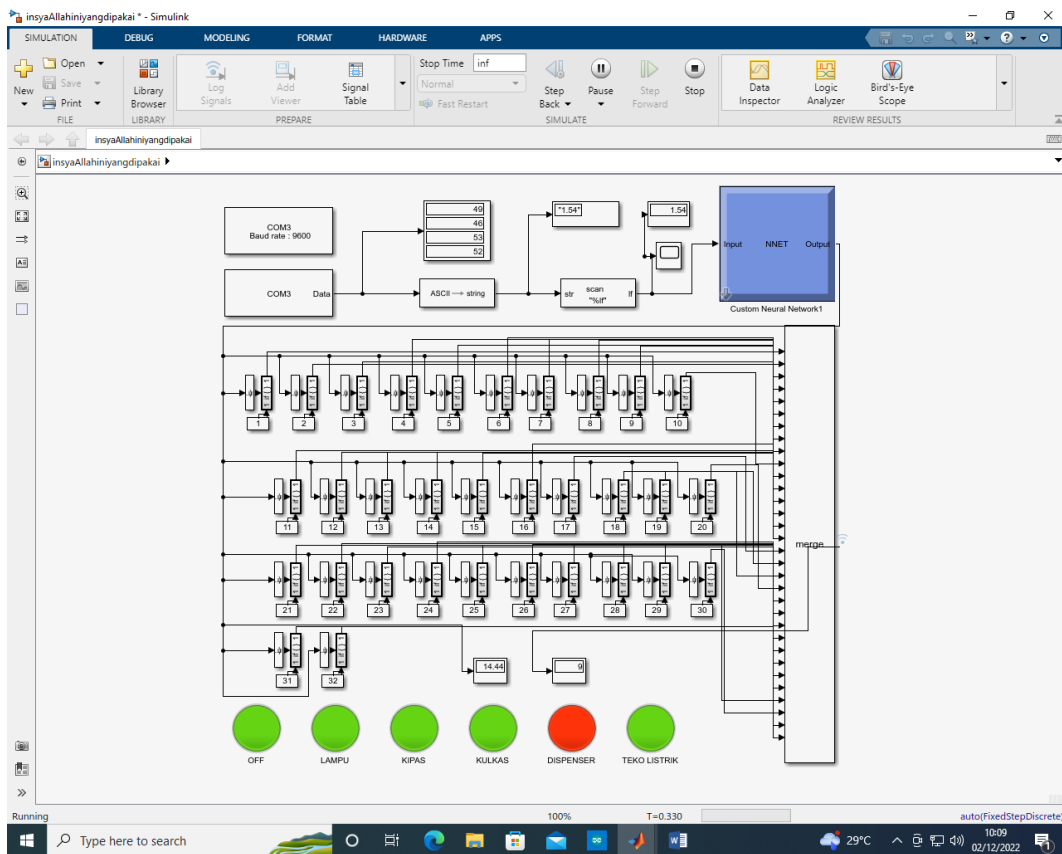 insyaAllahiniyangdipakai * - Simulink
SIMULATION DEBUG MODELING FORMAT HARDWARE APPS
New
Open
Save
Print
FILE
Library Browser
LIBRARY
Log Signals
Add Viewer
Signal Table
PREPARE
Stop Time inf
Normal
Fast Restart
Step Back
Pause
Step Forward
Stop
SIMULATE
Data Inspector
Logic Analyzer
Bird's-Eye Scope
REVIEW RESULTS
insyaAllahiniyangdipakai
insyaAllahiniyangdipakai
COM3
Baud rate : 9600
49
46
53
52
"1.54"
1.54
Input NNET Output
COM3 Data
ASCII → string
str scan "%lf" lf
Custom Neural Network1
1 2 3 4 5 6 7 8 9 10
11 12 13 14 15 16 17 18 19 20
merge
21 22 23 24 25 26 27 28 29 30
31 32
14.44
9
OFF LAMPU KIPAS KULKAS DISPENSER TEKO LISTRIK
Running 100% T=0.330 auto(FixedStepDiscrete)
Type here to search
29°C
10:09
02/12/2022